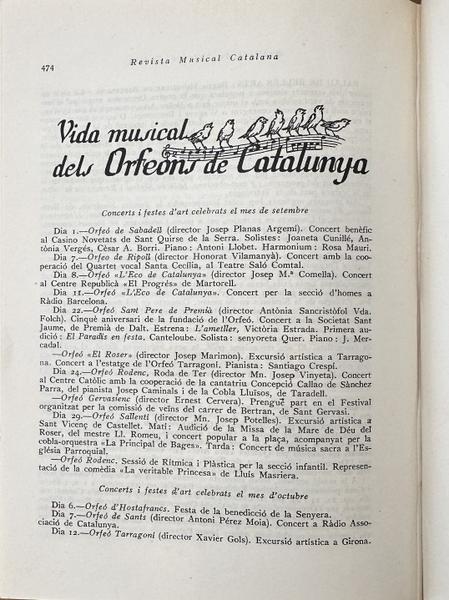 474
Revista Musical Catalana
Vida musical
dels Orfeons de Catalunya
Concerts i festes d'art celebrats el mes de setembre
Dia 1.—Orfeó de Sabadell (director Josep Planas Argemí). Concert benèfic
al Casino Novetats de Sant Quirse de la Serra. Solistes: Joaneta Cunillé, An-
tònia Vergés, Cèsar A. Borri. Piano: Antoni Llobet. Harmonium: Rosa Mauri.
Dia 7.—Orfeo de Ripoll (director Honorat Vilamanyà). Concert amb la co-
operació del Quartet vocal Santa Cecília, al Teatre Saló Comtal.
Dia 8.—Orfeó «L'Eco de Catalunya» (director Josep M.ª Comella). Concert
al Centre Republicà «El Progrés» de Martorell.
Dia 11.—Orfeó «L'Eco de Catalunya». Concert per la secció d'homes a
Ràdio Barcelona.
Dia 22.—Orfeó Sant Pere de Premià (director Antònia Sancristòfol Vda.
Folch). Cinquè aniversari de la fundació de l'Orfeó. Concert a la Societat Sant
Jaume, de Premià de Dalt. Estrena: L'ametller, Victòria Estrada. Primera au-
dició: El Paradís en festa, Canteloube. Solista: senyoreta Quer. Piano: J. Mer-
cadal.
—Orfeó «El Roser» (director Josep Marimon). Excursió artística a Tarrago-
na. Concert a l'estatge de l'Orfeó Tarragoní. Pianista: Santiago Crespí.
Dia 24.—Orfeó Rodenc, Roda de Ter (director Mn. Josep Vinyeta). Concert
al Centre Catòlic amb la cooperació de la cantatriu Concepció Callao de Sànchez
Parra, del pianista Josep Caminals i de la Cobla Lluïsos, de Taradell.
—Orfeó Gervasienc (director Ernest Cervera). Prengué part en el Festival
organitzat per la comissió de veïns del carrer de Bertran, de Sant Gervasi.
Dia 29.—Orfeó Sallentí (director Mn. Josep Potelles). Excursió artística a
Sant Vicenç de Castellet. Matí: Audició de la Missa de la Mare de Déu del
Roser, del mestre Ll. Romeu, i concert popular a la plaça, acompanyat per la
cobla-orquestra «La Principal de Bages». Tarda: Concert de música sacra a l'Es-
glésia Parroquial.
—Orfeó Rodenc. Sessió de Rítmica i Plàstica per la secció infantil. Represen-
tació de la comèdia «La veritable Princesa» de Lluís Masriera.
Concerts i festes d'art celebrats el mes d'octubre
Dia 6.—Orfeó d'Hostafrancs. Festa de la benedicció de la Senyera.
Dia 7.—Orfeó de Sants (director Antoni Pérez Moia). Concert a Ràdio Asso-
ciació de Catalunya.
Dia 12.—Orfeó Tarragoní (director Xavier Gols). Excursió artística a Girona.